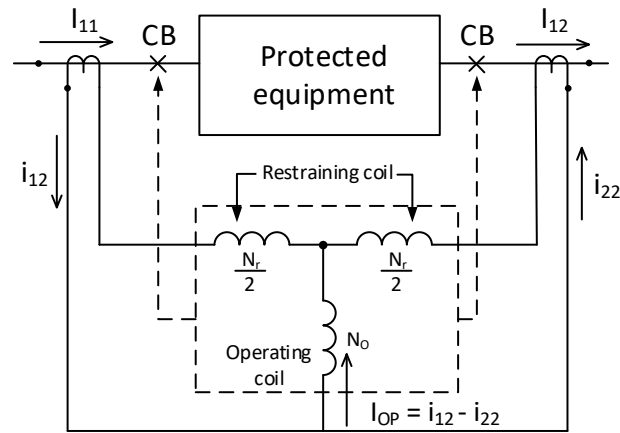 I11
CB
Protected
equipment
CB
I12
i12
Restraining coil
i22
Nr
2
Nr
2
Operating
coil
NO
IOP = i12 - i22